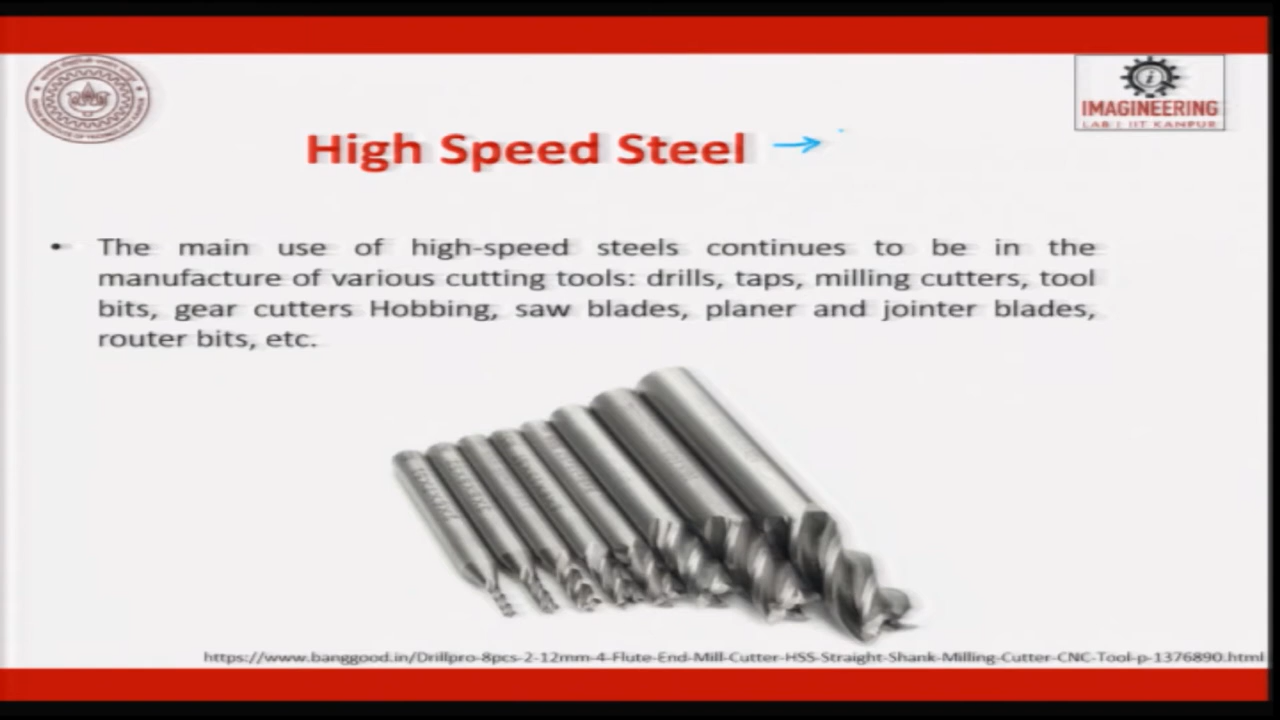 IMAGINEERING
LAB | IIT KANPUR
High Speed Steel
• The main use of high-speed steels continues to be in the
manufacture of various cutting tools: drills, taps, milling cutters, tool
bits, gear cutters Hobbing, saw blades, planer and jointer blades,
router bits, etc.
https://www.banggood.in/Drillpro-8pcs-2-12mm-4-Flute-End-Mill-Cutter-HSS-Straight-Shank-Milling-Cutter-CNC-Tool-p-1376890.html